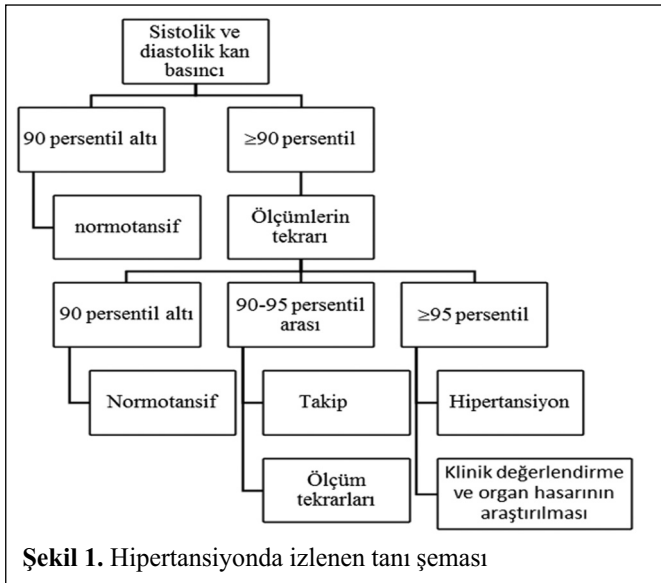 Sistolik ve
diastolik kan
basıncı
90 persentil altı
≥90 persentil
normotansif
Ölçümlerin
tekrarı
90 persentil altı
90-95 persentil
arası
≥95 persentil
Normotansif
Takip
Hipertansiyon
Ölçüm
tekrarları
Klinik değerlendirme
ve organ hasarının
araştırılması
Şekil 1. Hipertansiyonda izlenen tanı şeması